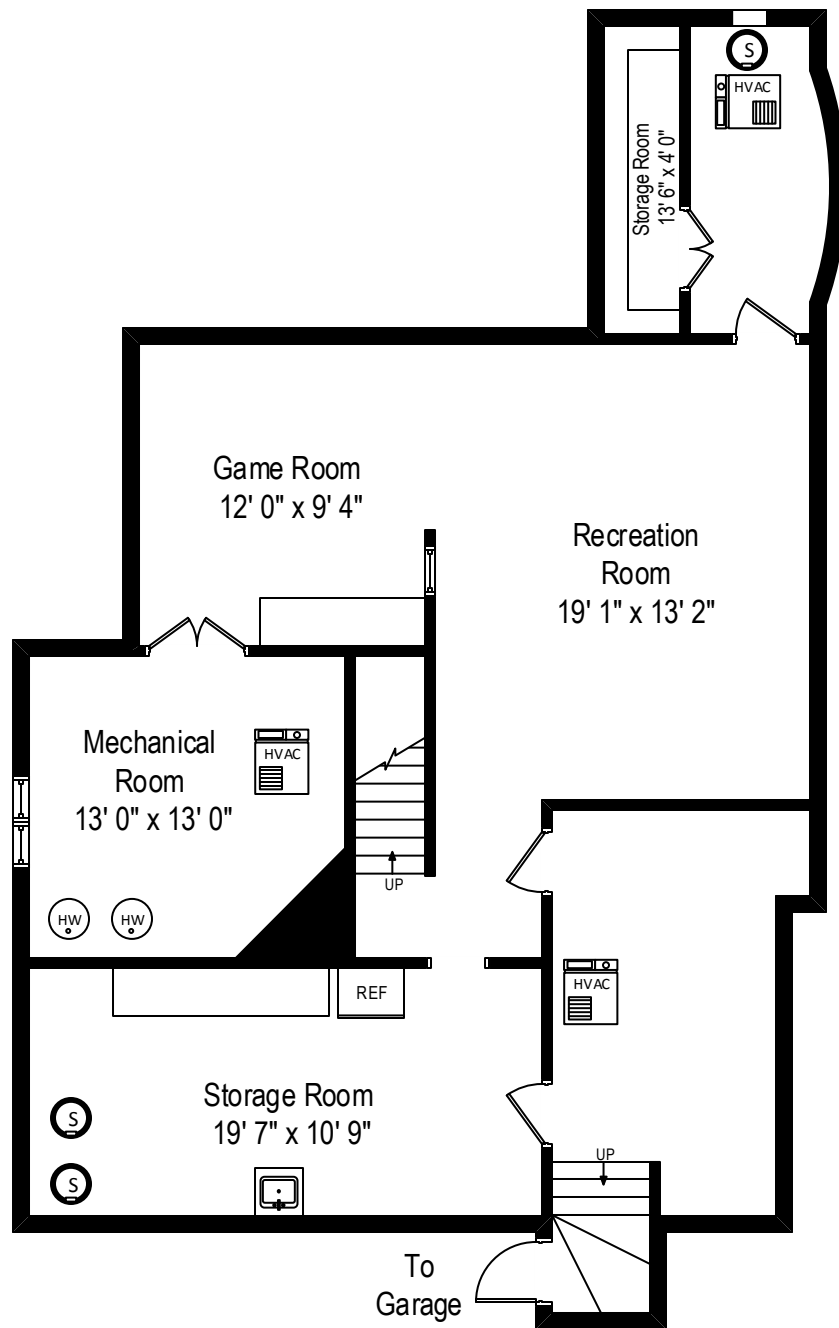 S
HVAC
Storage Room
13' 6" x 4' 0"
Game Room
12' 0" x 9' 4"
Recreation
Room
19' 1" x 13' 2"
Mechanical
Room
13' 0" x 13' 0"
HVAC
UP
HW
HW
HVAC
REF
Storage Room
19' 7" x 10' 9"
S
S
UP
To
Garage